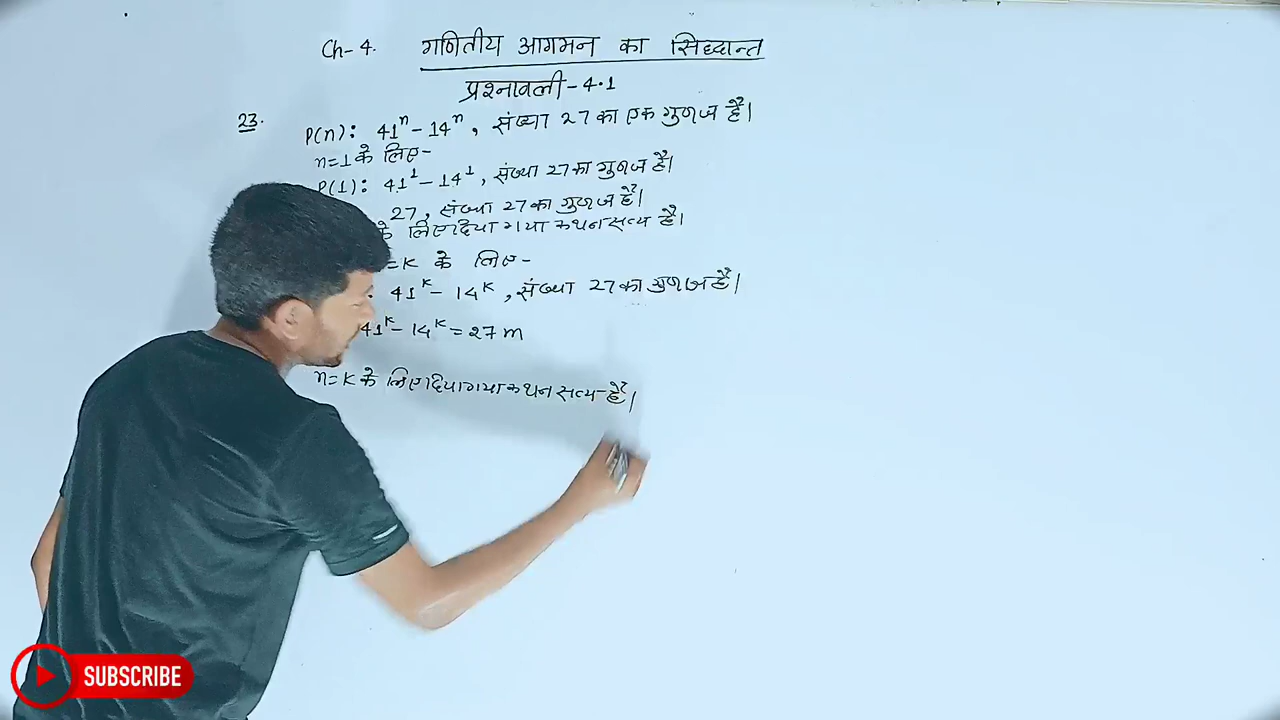 Ch-4. गणितीय आगमन का सिध्दान्त
प्रश्नावली-4.1
23.
P(n): 41ⁿ-14ⁿ, संख्या 27 का एक गुणज है।
n=1 के लिए-
P(1): 41¹-14¹, संख्या 27 का गुणज है।
27, संख्या 27 का गुणज है।
के लिए दिया गया कथन सत्य है।
=K के लिए-
41ᴷ-14ᴷ, संख्या 27 का गुणज है।
41ᴷ-14ᴷ=27m
n=K के लिए दिया गया कथन सत्य है।
SUBSCRIBE